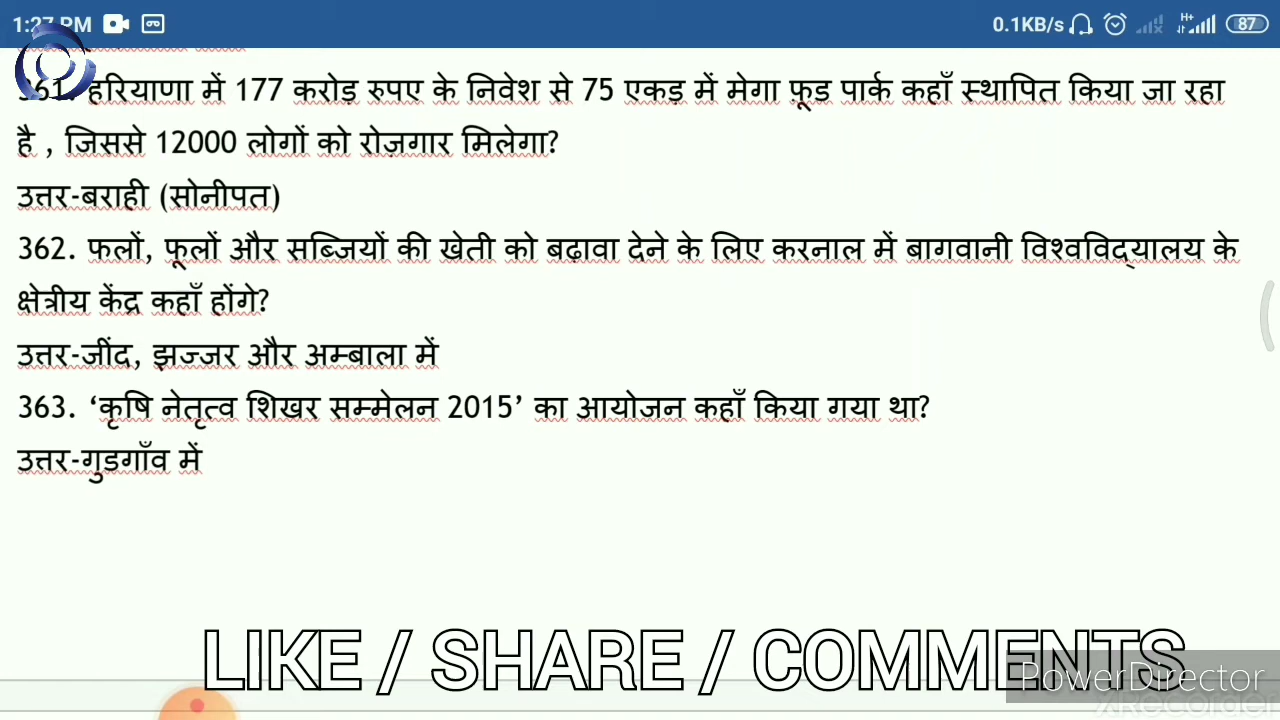 1:27 PM 0.1KB/s H+ 87
361. हरियाणा में 177 करोड़ रुपए के निवेश से 75 एकड़ में मेगा फ़ूड पार्क कहाँ स्थापित किया जा रहा
है , जिससे 12000 लोगों को रोज़गार मिलेगा?
उत्तर-बराही (सोनीपत)
362. फलों, फूलों और सब्जियों की खेती को बढ़ावा देने के लिए करनाल में बागवानी विश्वविद्यालय के
क्षेत्रीय केंद्र कहाँ होंगे?
उत्तर-जींद, झज्जर और अम्बाला में
363. ‘कृषि नेतृत्व शिखर सम्मेलन 2015’ का आयोजन कहाँ किया गया था?
उत्तर-गुडगाँव में
LIKE / SHARE / COMMENTS
PowerDirector
XRecorder